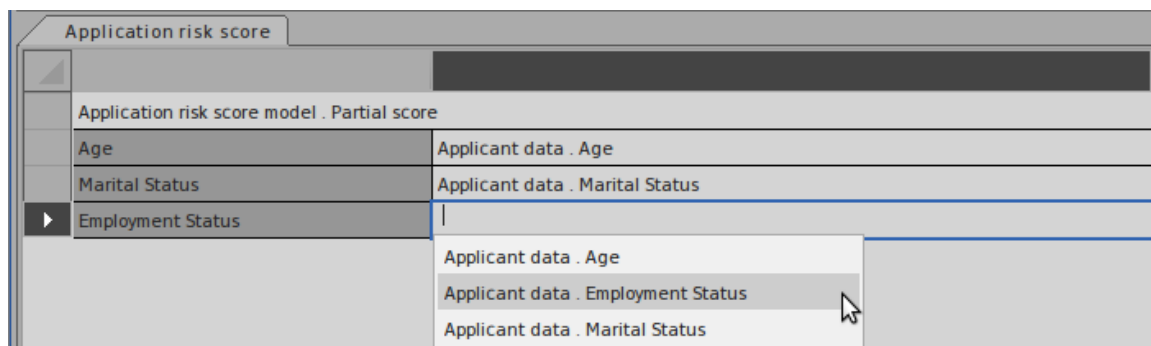 Application risk score
Application risk score model . Partial score
Age
Applicant data . Age
Marital Status
Applicant data . Marital Status
Employment Status
Applicant data . Age
Applicant data . Employment Status
Applicant data . Marital Status